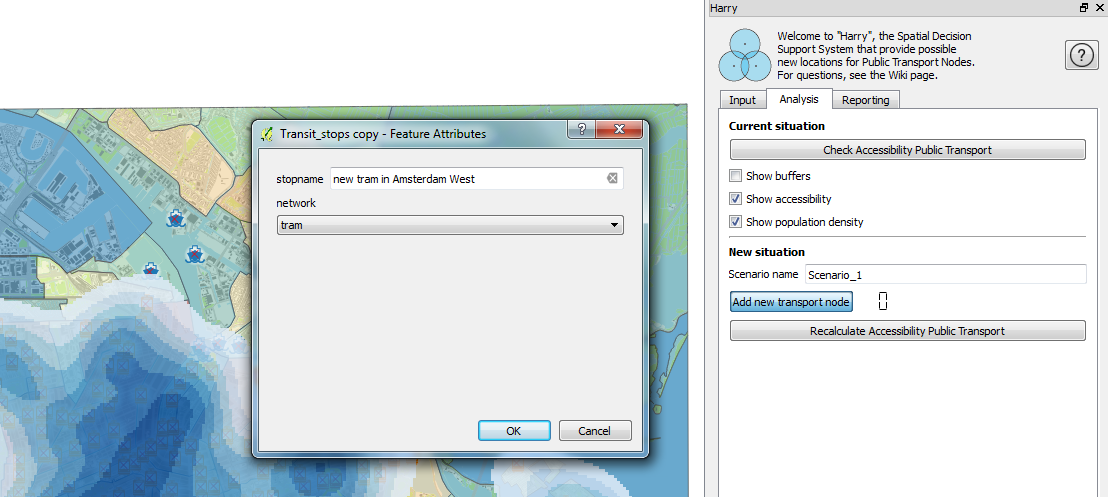 Harry
Welcome to "Harry", the Spatial Decision
Support System that provide possible
new locations for Public Transport Nodes.
For questions, see the Wiki page.
?
Input
Analysis
Reporting
Current situation
Check Accessibility Public Transport
Show buffers
Show accessibility
Show population density
New situation
Scenario name
Scenario_1
Add new transport node
Recalculate Accessibility Public Transport
Transit_stops copy - Feature Attributes
?
stopname
new tram in Amsterdam West
network
tram
OK
Cancel